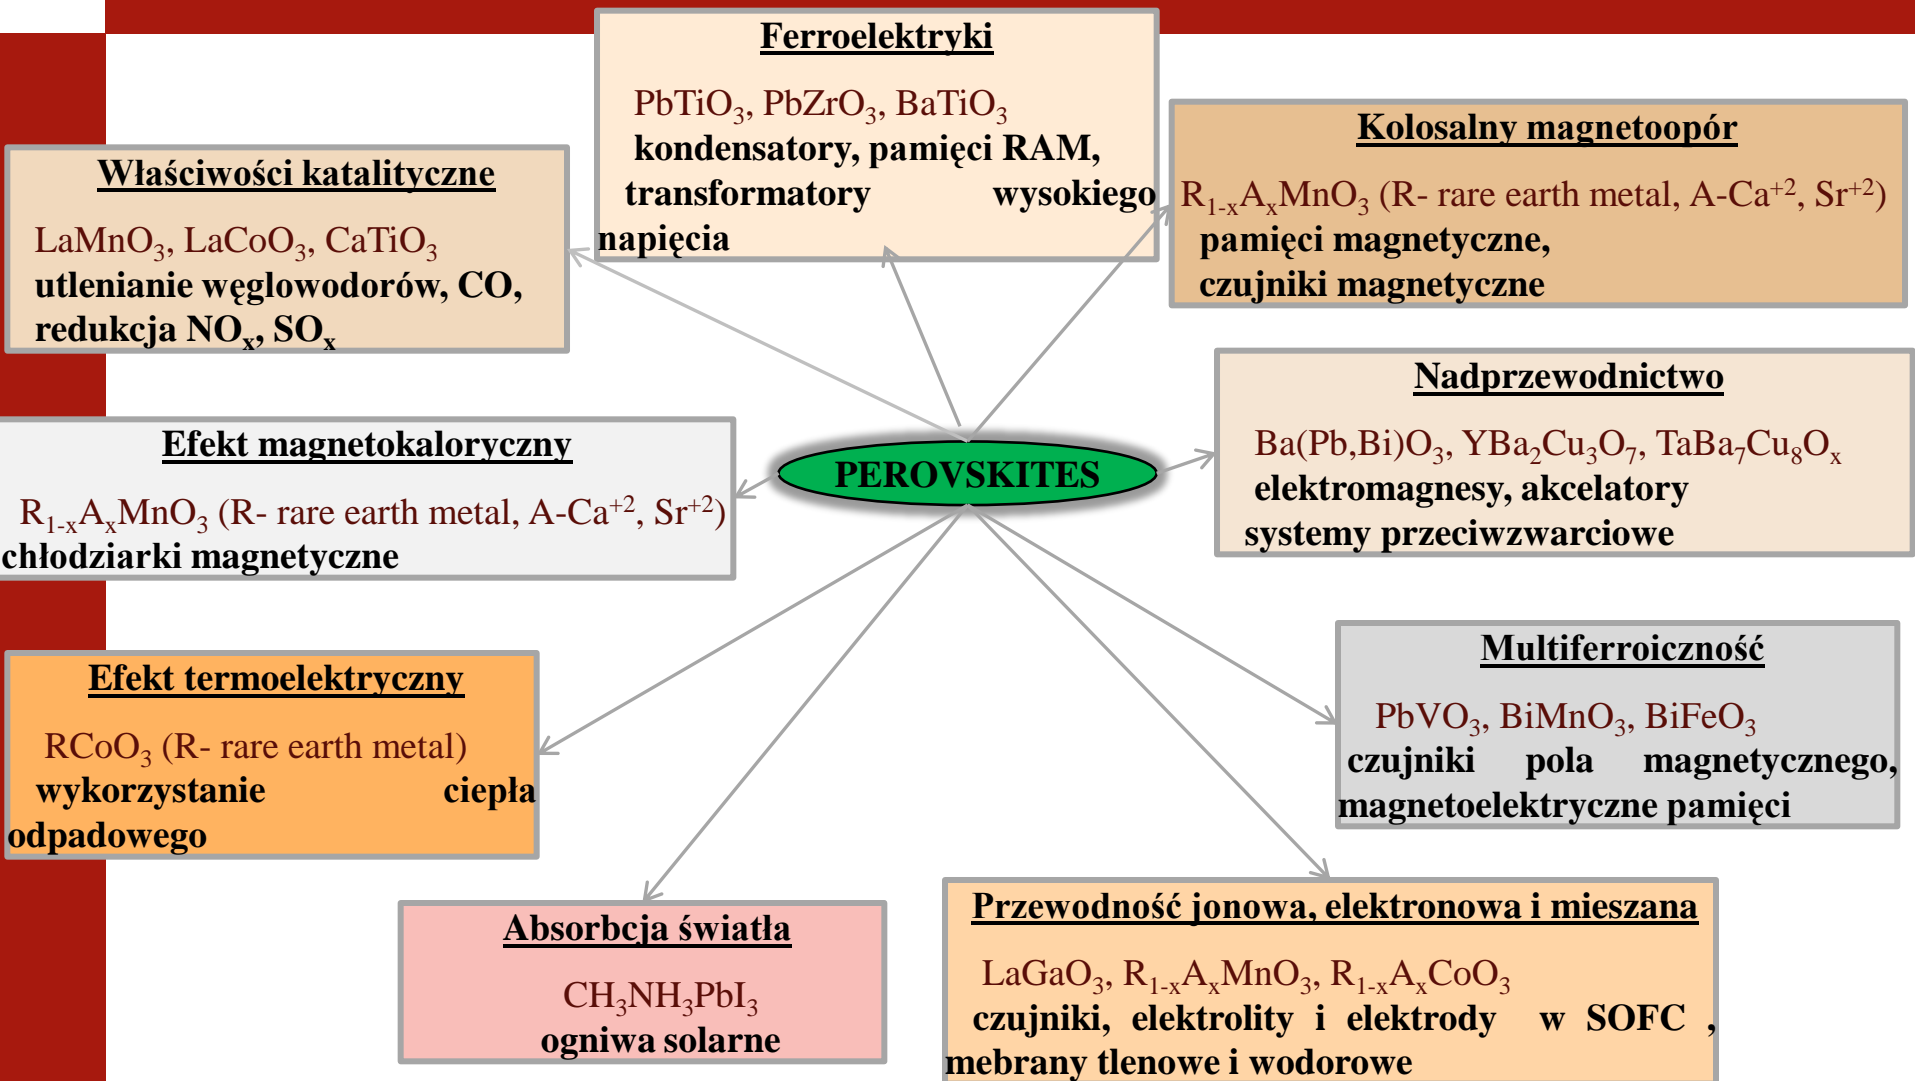 Ferroelektryki
PbTiO₃, PbZrO₃, BaTiO₃
kondensatory, pamięci RAM,
transformatory wysokiego
napięcia
Kolosalny magnetoopór
R₁₋ₓAₓMnO₃ (R- rare earth metal, A-Ca⁺², Sr⁺²)
pamięci magnetyczne,
czujniki magnetyczne
Właściwości katalityczne
LaMnO₃, LaCoO₃, CaTiO₃
utlenianie węglowodorów, CO,
redukcja NOₓ, SOₓ
Nadprzewodnictwo
Ba(Pb,Bi)O₃, YBa₂Cu₃O₇, TaBa₇Cu₈Oₓ
elektromagnesy, akcelatory
systemy przeciwzwarciowe
Efekt magnetokaloryczny
R₁₋ₓAₓMnO₃ (R- rare earth metal, A-Ca⁺², Sr⁺²)
chłodziarki magnetyczne
PEROVSKITES
Multiferroiczność
PbVO₃, BiMnO₃, BiFeO₃
czujniki pola magnetycznego,
magnetoelektryczne pamięci
Efekt termoelektryczny
RCoO₃ (R- rare earth metal)
wykorzystanie ciepła
odpadowego
Absorbcja światła
CH₃NH₃PbI₃
ogniwa solarne
Przewodność jonowa, elektronowa i mieszana
LaGaO₃, R₁₋ₓAₓMnO₃, R₁₋ₓAₓCoO₃
czujniki, elektrolity i elektrody w SOFC ,
mebrany tlenowe i wodorowe